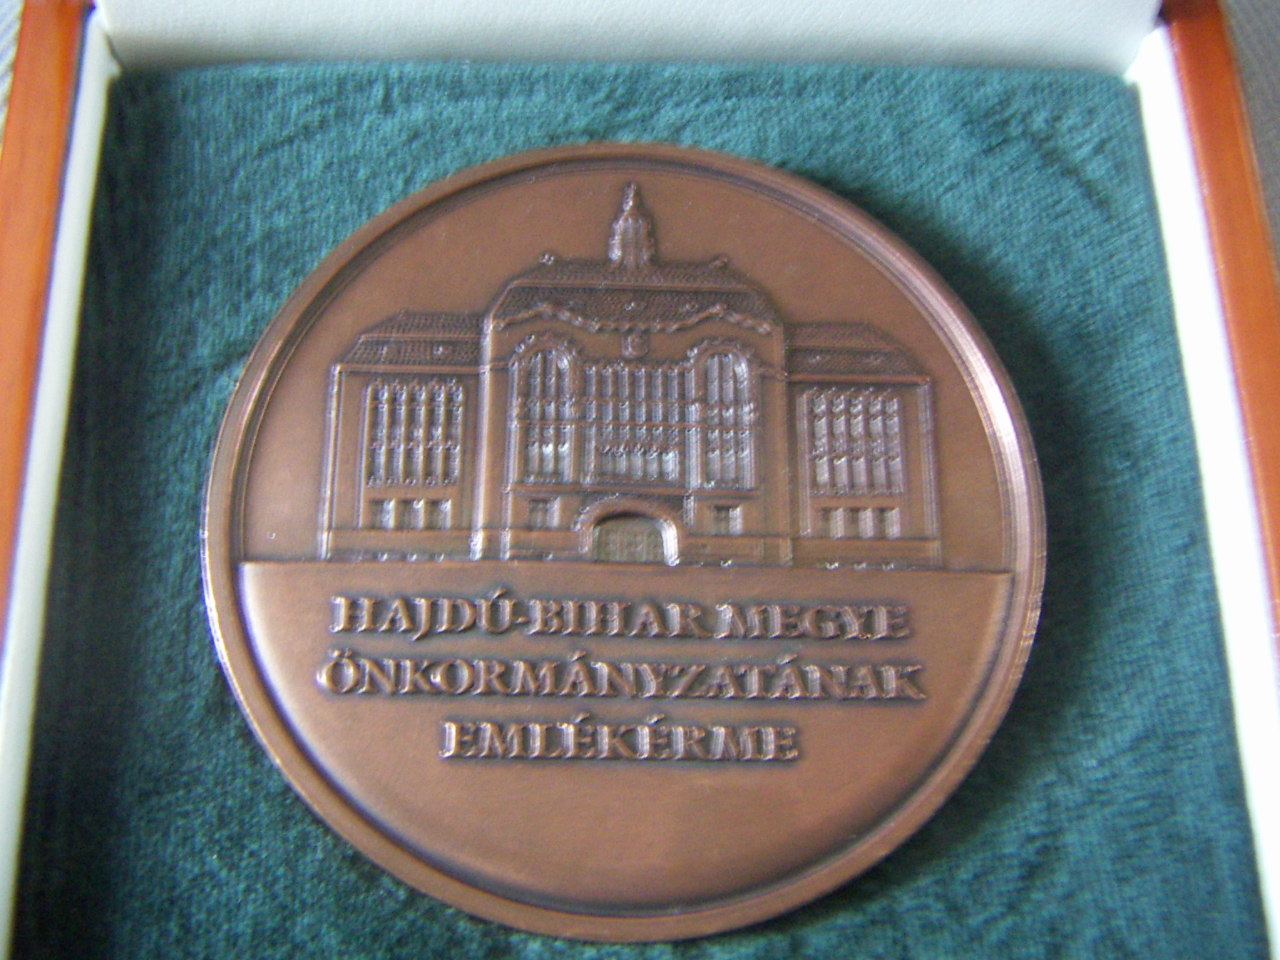 HAJDÚ-BIHAR MEGYE
ÖNKORMÁNYZATÁNAK
EMLÉKÉRME